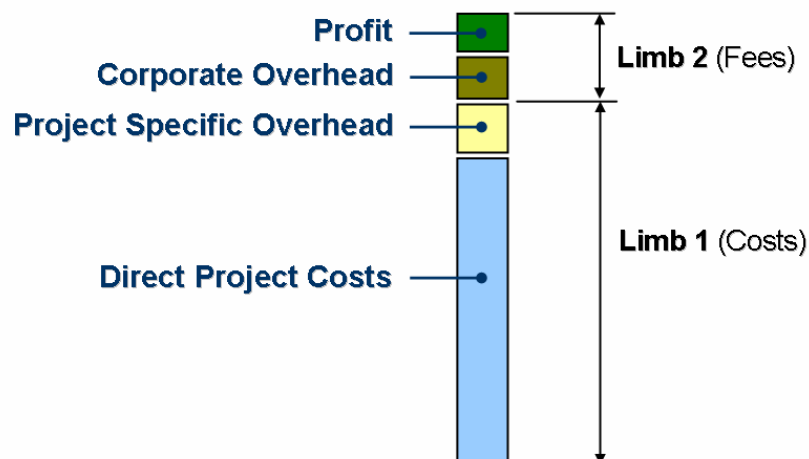 Profit
Limb 2 (Fees)
Corporate Overhead
Project Specific Overhead
Limb 1 (Costs)
Direct Project Costs